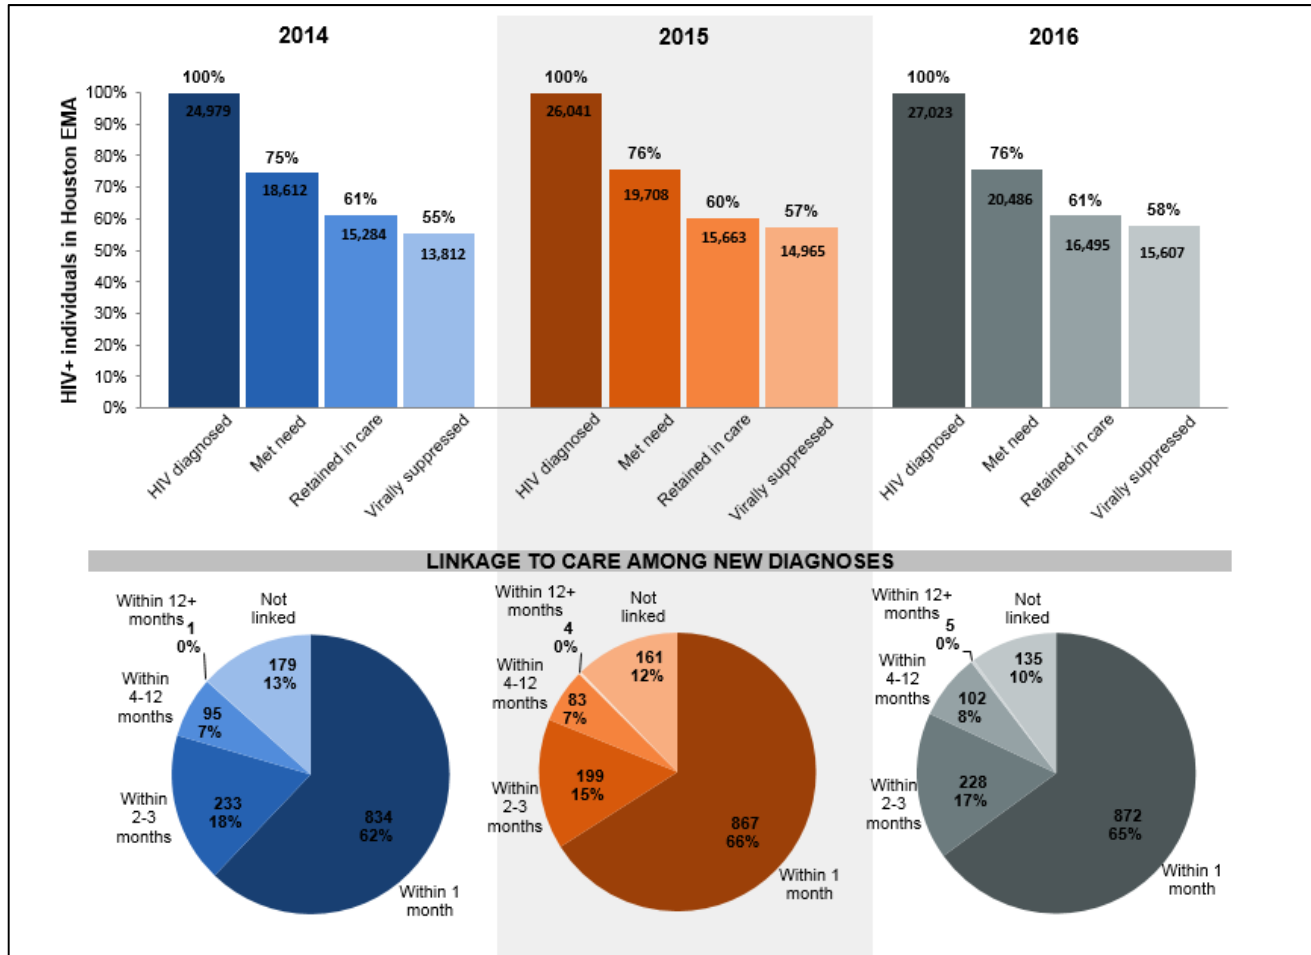 2014
2015
2016
HIV+ individuals in Houston EMA
100%
90%
80%
70%
60%
50%
40%
30%
20%
10%
0%
100%
24,979
75%
18,612
61%
15,284
55%
13,812
100%
26,041
76%
19,708
60%
15,663
57%
14,965
100%
27,023
76%
20,486
61%
16,495
58%
15,607
HIV diagnosed
Met need
Retained in care
Virally suppressed
HIV diagnosed
Met need
Retained in care
Virally suppressed
HIV diagnosed
Met need
Retained in care
Virally suppressed
LINKAGE TO CARE AMONG NEW DIAGNOSES
Within 12+
months
1
0%
Not
linked
179
13%
Within
4-12
months
95
7%
Within
2-3
months
233
18%
834
62%
Within 1
month
Within 12+
months
4
0%
Not
linked
161
12%
Within
4-12
months
83
7%
Within
2-3
months
199
15%
867
66%
Within 1
month
Within 12+
months
5
0%
Not
linked
135
10%
Within
4-12
months
102
8%
Within
2-3
months
228
17%
872
65%
Within 1
month